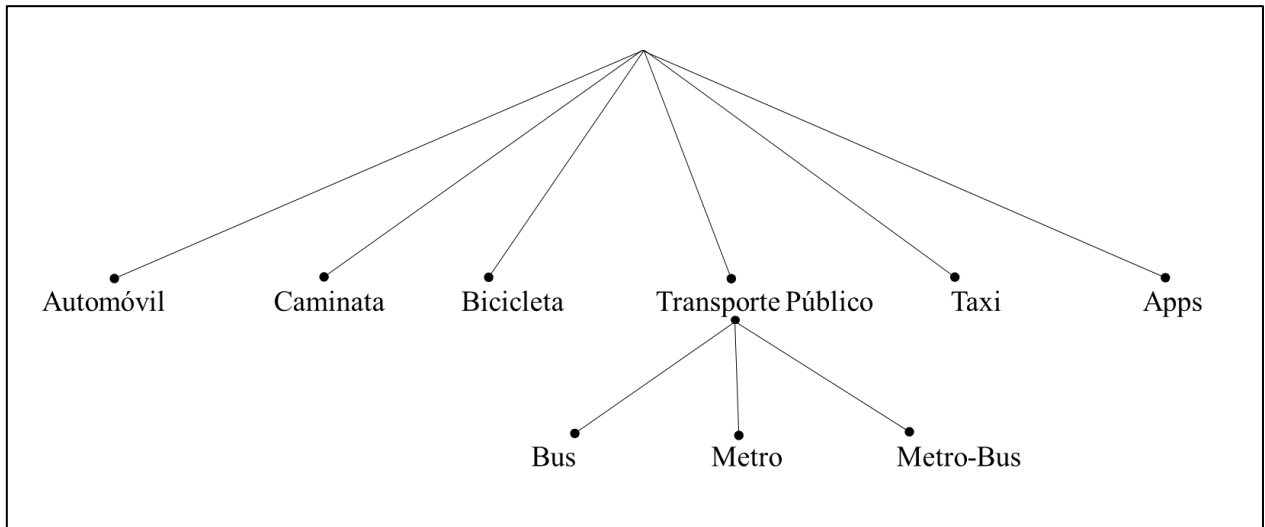 Automóvil Caminata Bicicleta Transporte Público Taxi Apps
Bus Metro Metro-Bus